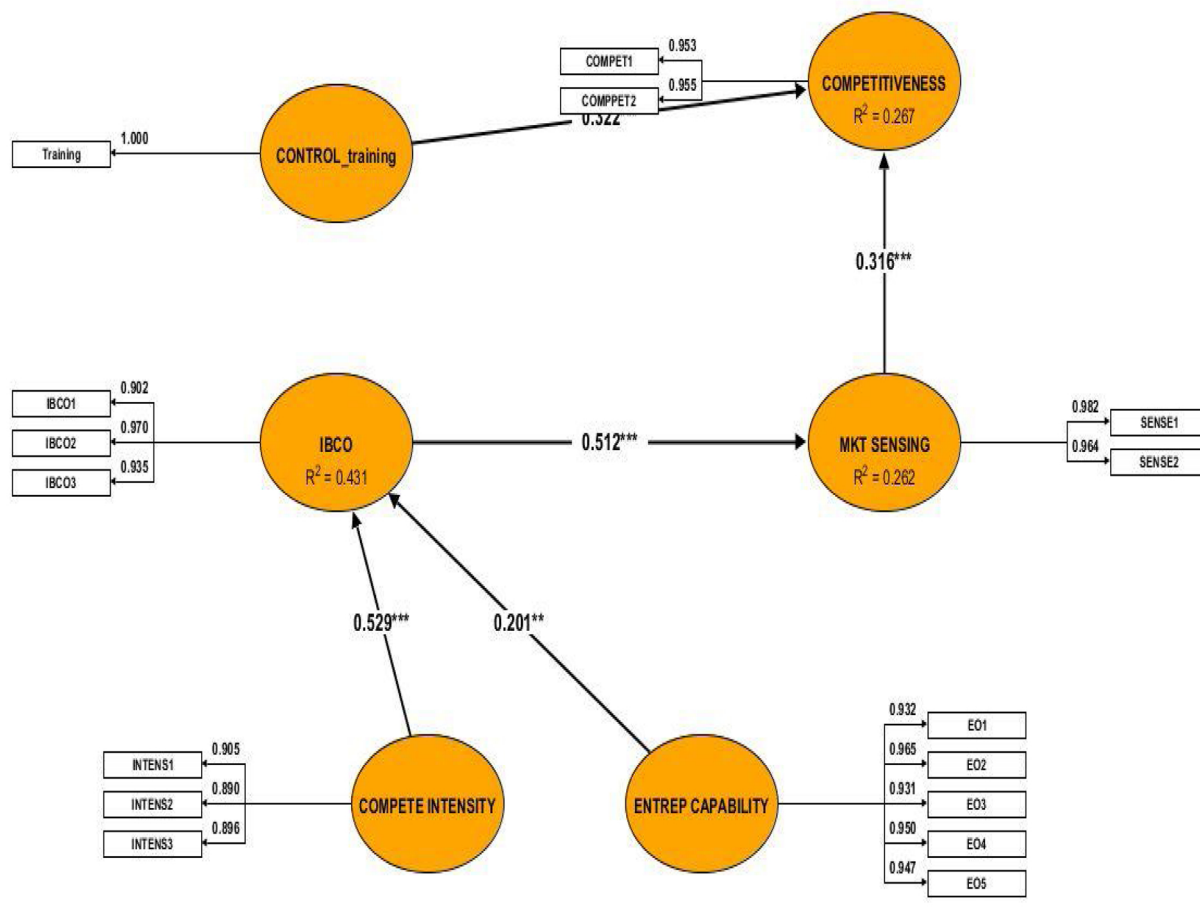 0.953
COMPET1
0.955
COMPPET2
0.322
COMPETITIVENESS
R² = 0.267
1.000
Training
CONTROL_training
0.316***
0.902
IBCO1
0.970
IBCO2
0.935
IBCO3
IBCO
R² = 0.431
0.512***
MKT SENSING
R² = 0.262
0.982
SENSE1
0.964
SENSE2
0.529***
0.201**
0.905
INTENS1
0.890
INTENS2
0.896
INTENS3
COMPETE INTENSITY
ENTREP CAPABILITY
0.932
EO1
0.965
EO2
0.931
EO3
0.950
EO4
0.947
EO5